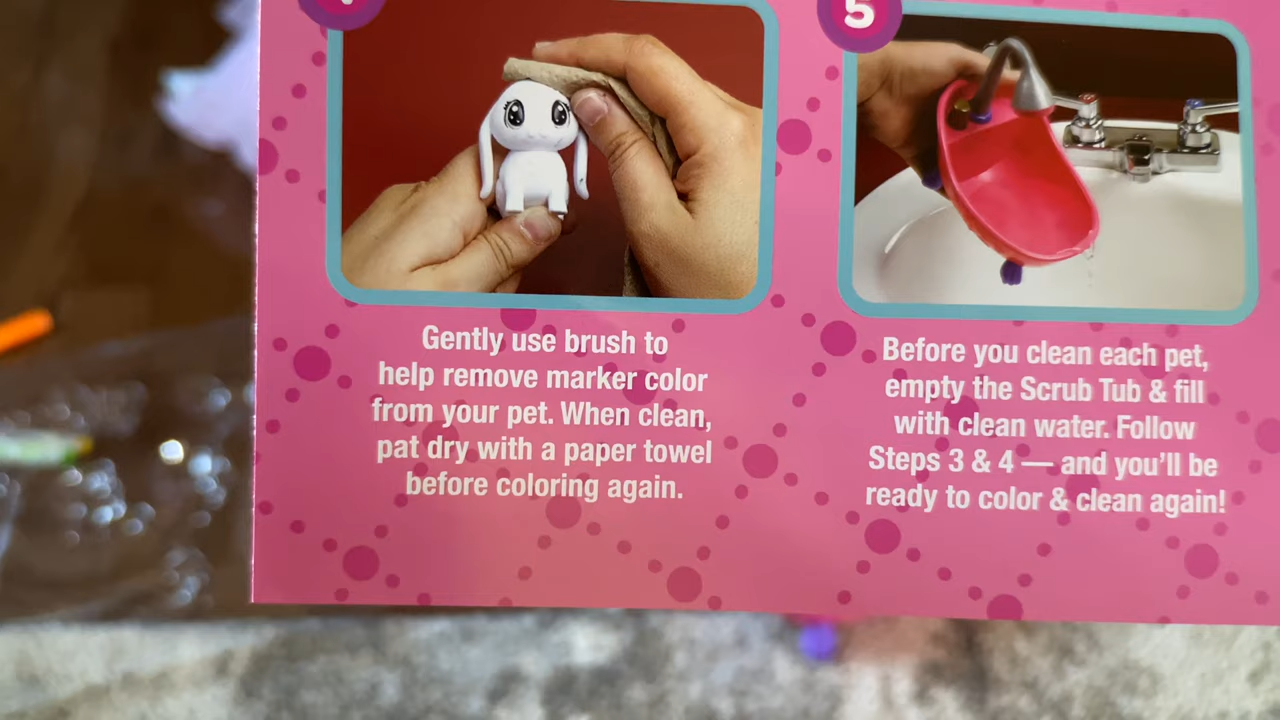 Gently use brush to
help remove marker color
from your pet. When clean,
pat dry with a paper towel
before coloring again.
5
Before you clean each pet,
empty the Scrub Tub & fill
with clean water. Follow
Steps 3 & 4 — and you'll be
ready to color & clean again!